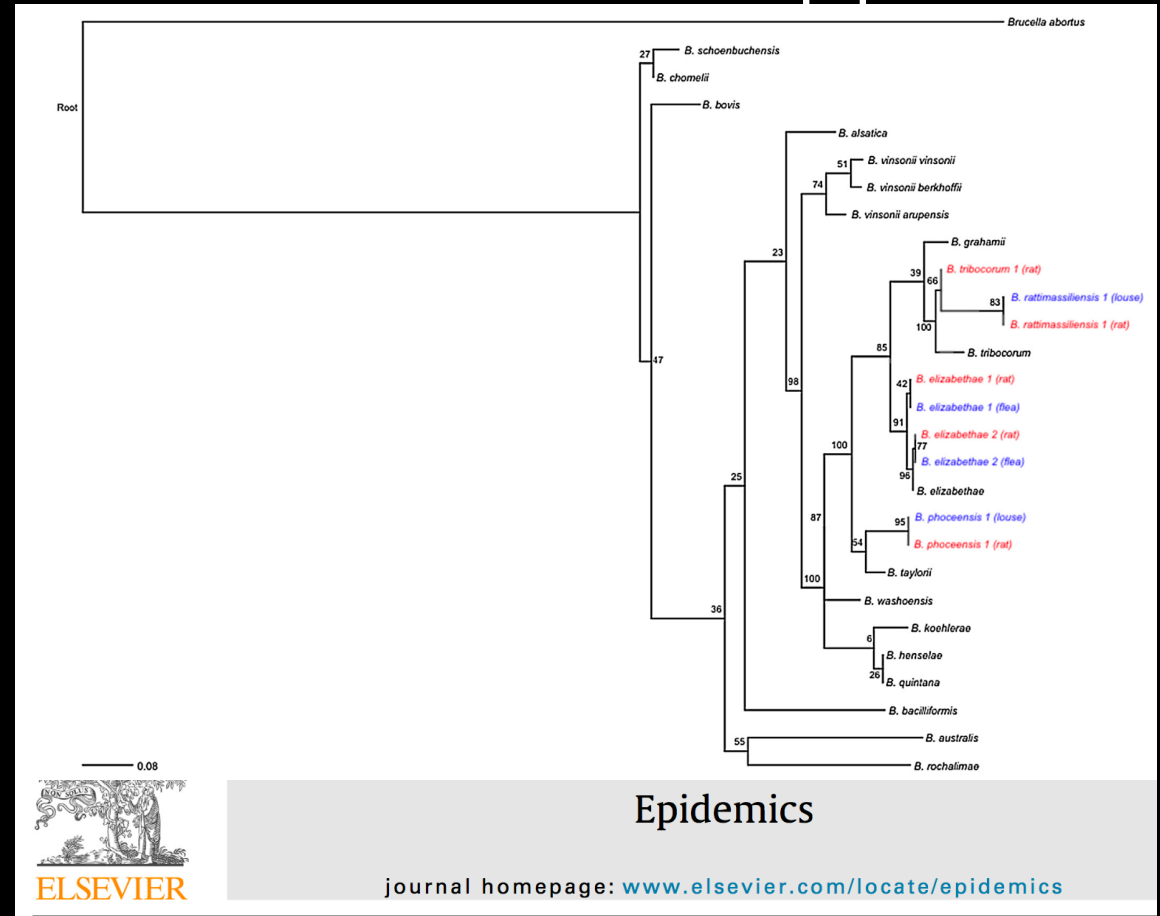 Brucella abortus
27
B. schoenbuchensis
B. chomelii
Root
B. bovis
B. alsatica
51
B. vinsonii vinsonii
74
B. vinsonii berkhoffii
B. vinsonii arupensis
B. grahamii
23
39
B. tribocorum 1 (rat)
66
B. rattimassiliensis 1 (louse)
83
B. rattimassiliensis 1 (rat)
100
85
B. tribocorum
47
98
42
B. elizabethae 1 (rat)
B. elizabethae 1 (flea)
91
B. elizabethae 2 (rat)
100
77
B. elizabethae 2 (flea)
25
96
B. elizabethae
87
95
B. phoceensis 1 (louse)
54
B. phoceensis 1 (rat)
100
B. taylorii
B. washoensis
36
6
B. koehlerae
B. henselae
26
B. quintana
B. bacilliformis
55
B. australis
0.08
B. rochalimae
NON SOLUS
ELSEVIER
Epidemics
journal homepage: www.elsevier.com/locate/epidemics